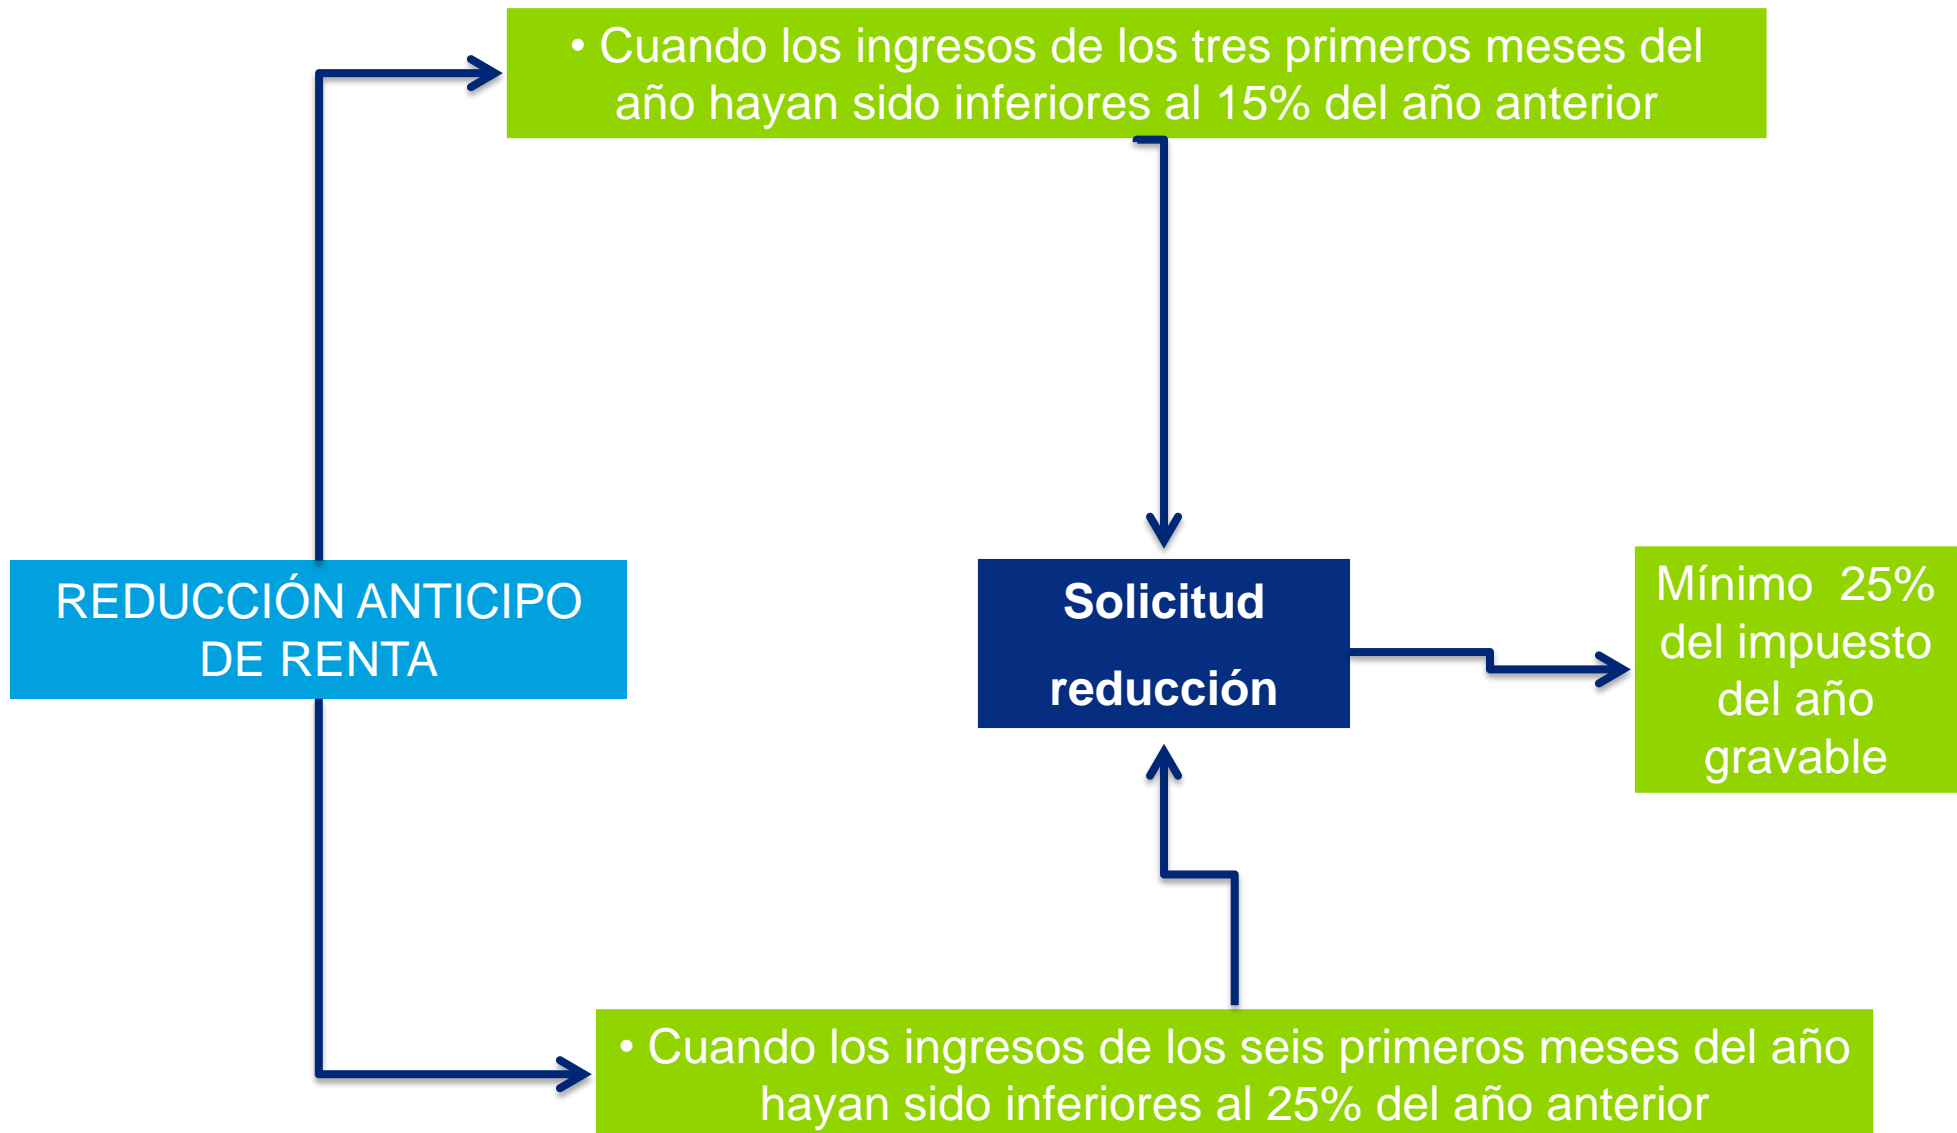 • Cuando los ingresos de los tres primeros meses del
año hayan sido inferiores al 15% del año anterior
REDUCCIÓN ANTICIPO
DE RENTA
Solicitud
reducción
Mínimo 25%
del impuesto
del año
gravable
• Cuando los ingresos de los seis primeros meses del año
hayan sido inferiores al 25% del año anterior